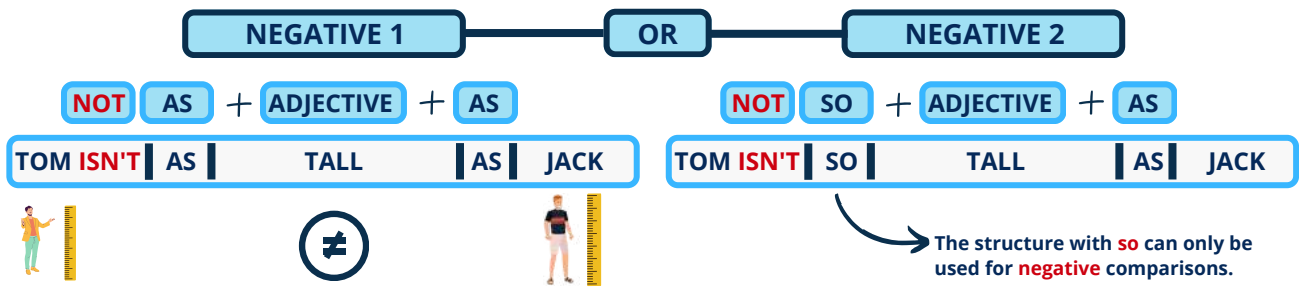 NEGATIVE 1 OR NEGATIVE 2
NOT AS + ADJECTIVE + AS
NOT SO + ADJECTIVE + AS
TOM ISN'T AS TALL AS JACK
TOM ISN'T SO TALL AS JACK
≠
The structure with so can only be
used for negative comparisons.